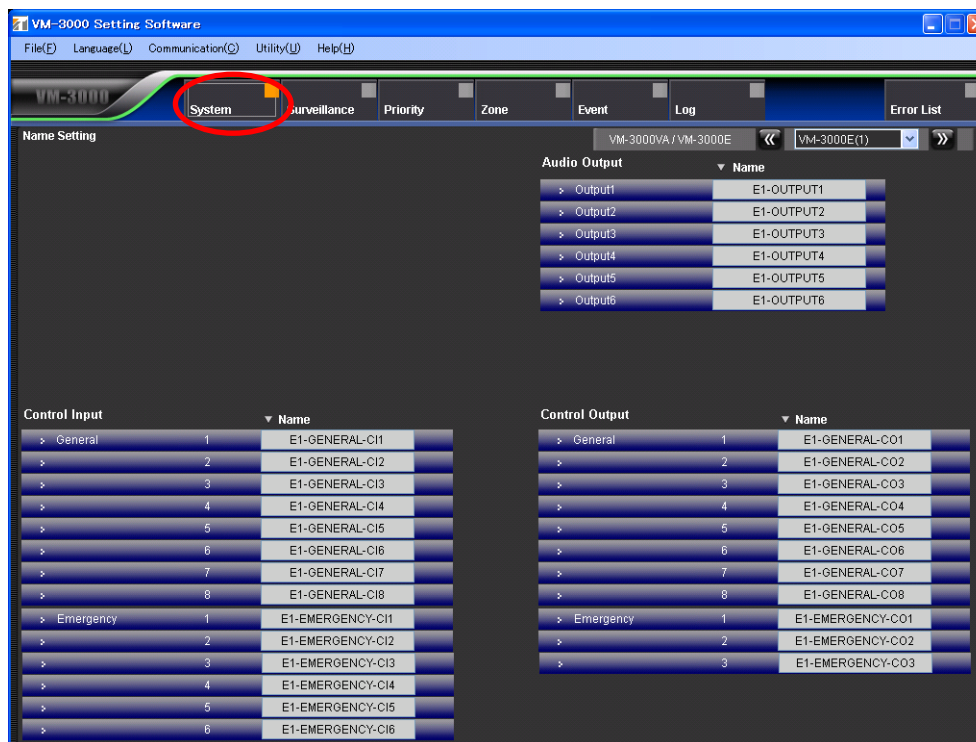 VM-3000 Setting Software
File(F) Language(L) Communication(C) Utility(U) Help(H)
VM-3000
System Surveillance Priority Zone Event Log Error List
Name Setting
VM-3000VA / VM-3000E VM-3000E(1)
Audio Output Name
Output1 E1-OUTPUT1
Output2 E1-OUTPUT2
Output3 E1-OUTPUT3
Output4 E1-OUTPUT4
Output5 E1-OUTPUT5
Output6 E1-OUTPUT6
Control Input Name
General 1 E1-GENERAL-CI1
2 E1-GENERAL-CI2
3 E1-GENERAL-CI3
4 E1-GENERAL-CI4
5 E1-GENERAL-CI5
6 E1-GENERAL-CI6
7 E1-GENERAL-CI7
8 E1-GENERAL-CI8
Emergency 1 E1-EMERGENCY-CI1
2 E1-EMERGENCY-CI2
3 E1-EMERGENCY-CI3
4 E1-EMERGENCY-CI4
5 E1-EMERGENCY-CI5
6 E1-EMERGENCY-CI6
Control Output Name
General 1 E1-GENERAL-CO1
2 E1-GENERAL-CO2
3 E1-GENERAL-CO3
4 E1-GENERAL-CO4
5 E1-GENERAL-CO5
6 E1-GENERAL-CO6
7 E1-GENERAL-CO7
8 E1-GENERAL-CO8
Emergency 1 E1-EMERGENCY-CO1
2 E1-EMERGENCY-CO2
3 E1-EMERGENCY-CO3